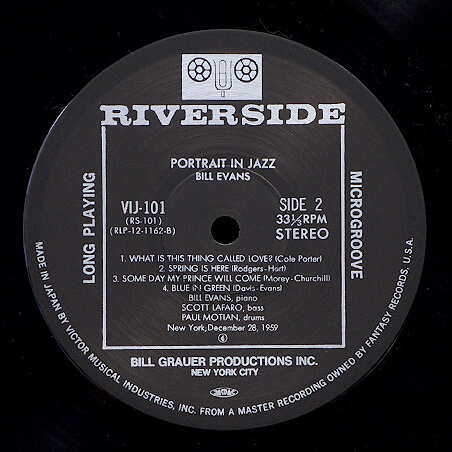 RIVERSIDE
PORTRAIT IN JAZZ
BILL EVANS
VIJ-101
(RS-101)
(RLP-12-1162-B)
SIDE 2
33⅓RPM
STEREO
LONG PLAYING
MICROGROOVE
1. WHAT IS THIS THING CALLED LOVE? (Cole Porter)
2. SPRING IS HERE (Rodgers-Hart)
3. SOME DAY MY PRINCE WILL COME (Morey-Churchill)
4. BLUE IN GREEN (Davis-Evans)
BILL EVANS, piano
SCOTT LAFARO, bass
PAUL MOTIAN, drums
New York; December 28, 1959
BILL GRAUER PRODUCTIONS INC.
NEW YORK CITY
MADE IN JAPAN BY VICTOR MUSICAL INDUSTRIES, INC. FROM A MASTER RECORDING OWNED BY FANTASY RECORDS, U.S.A.